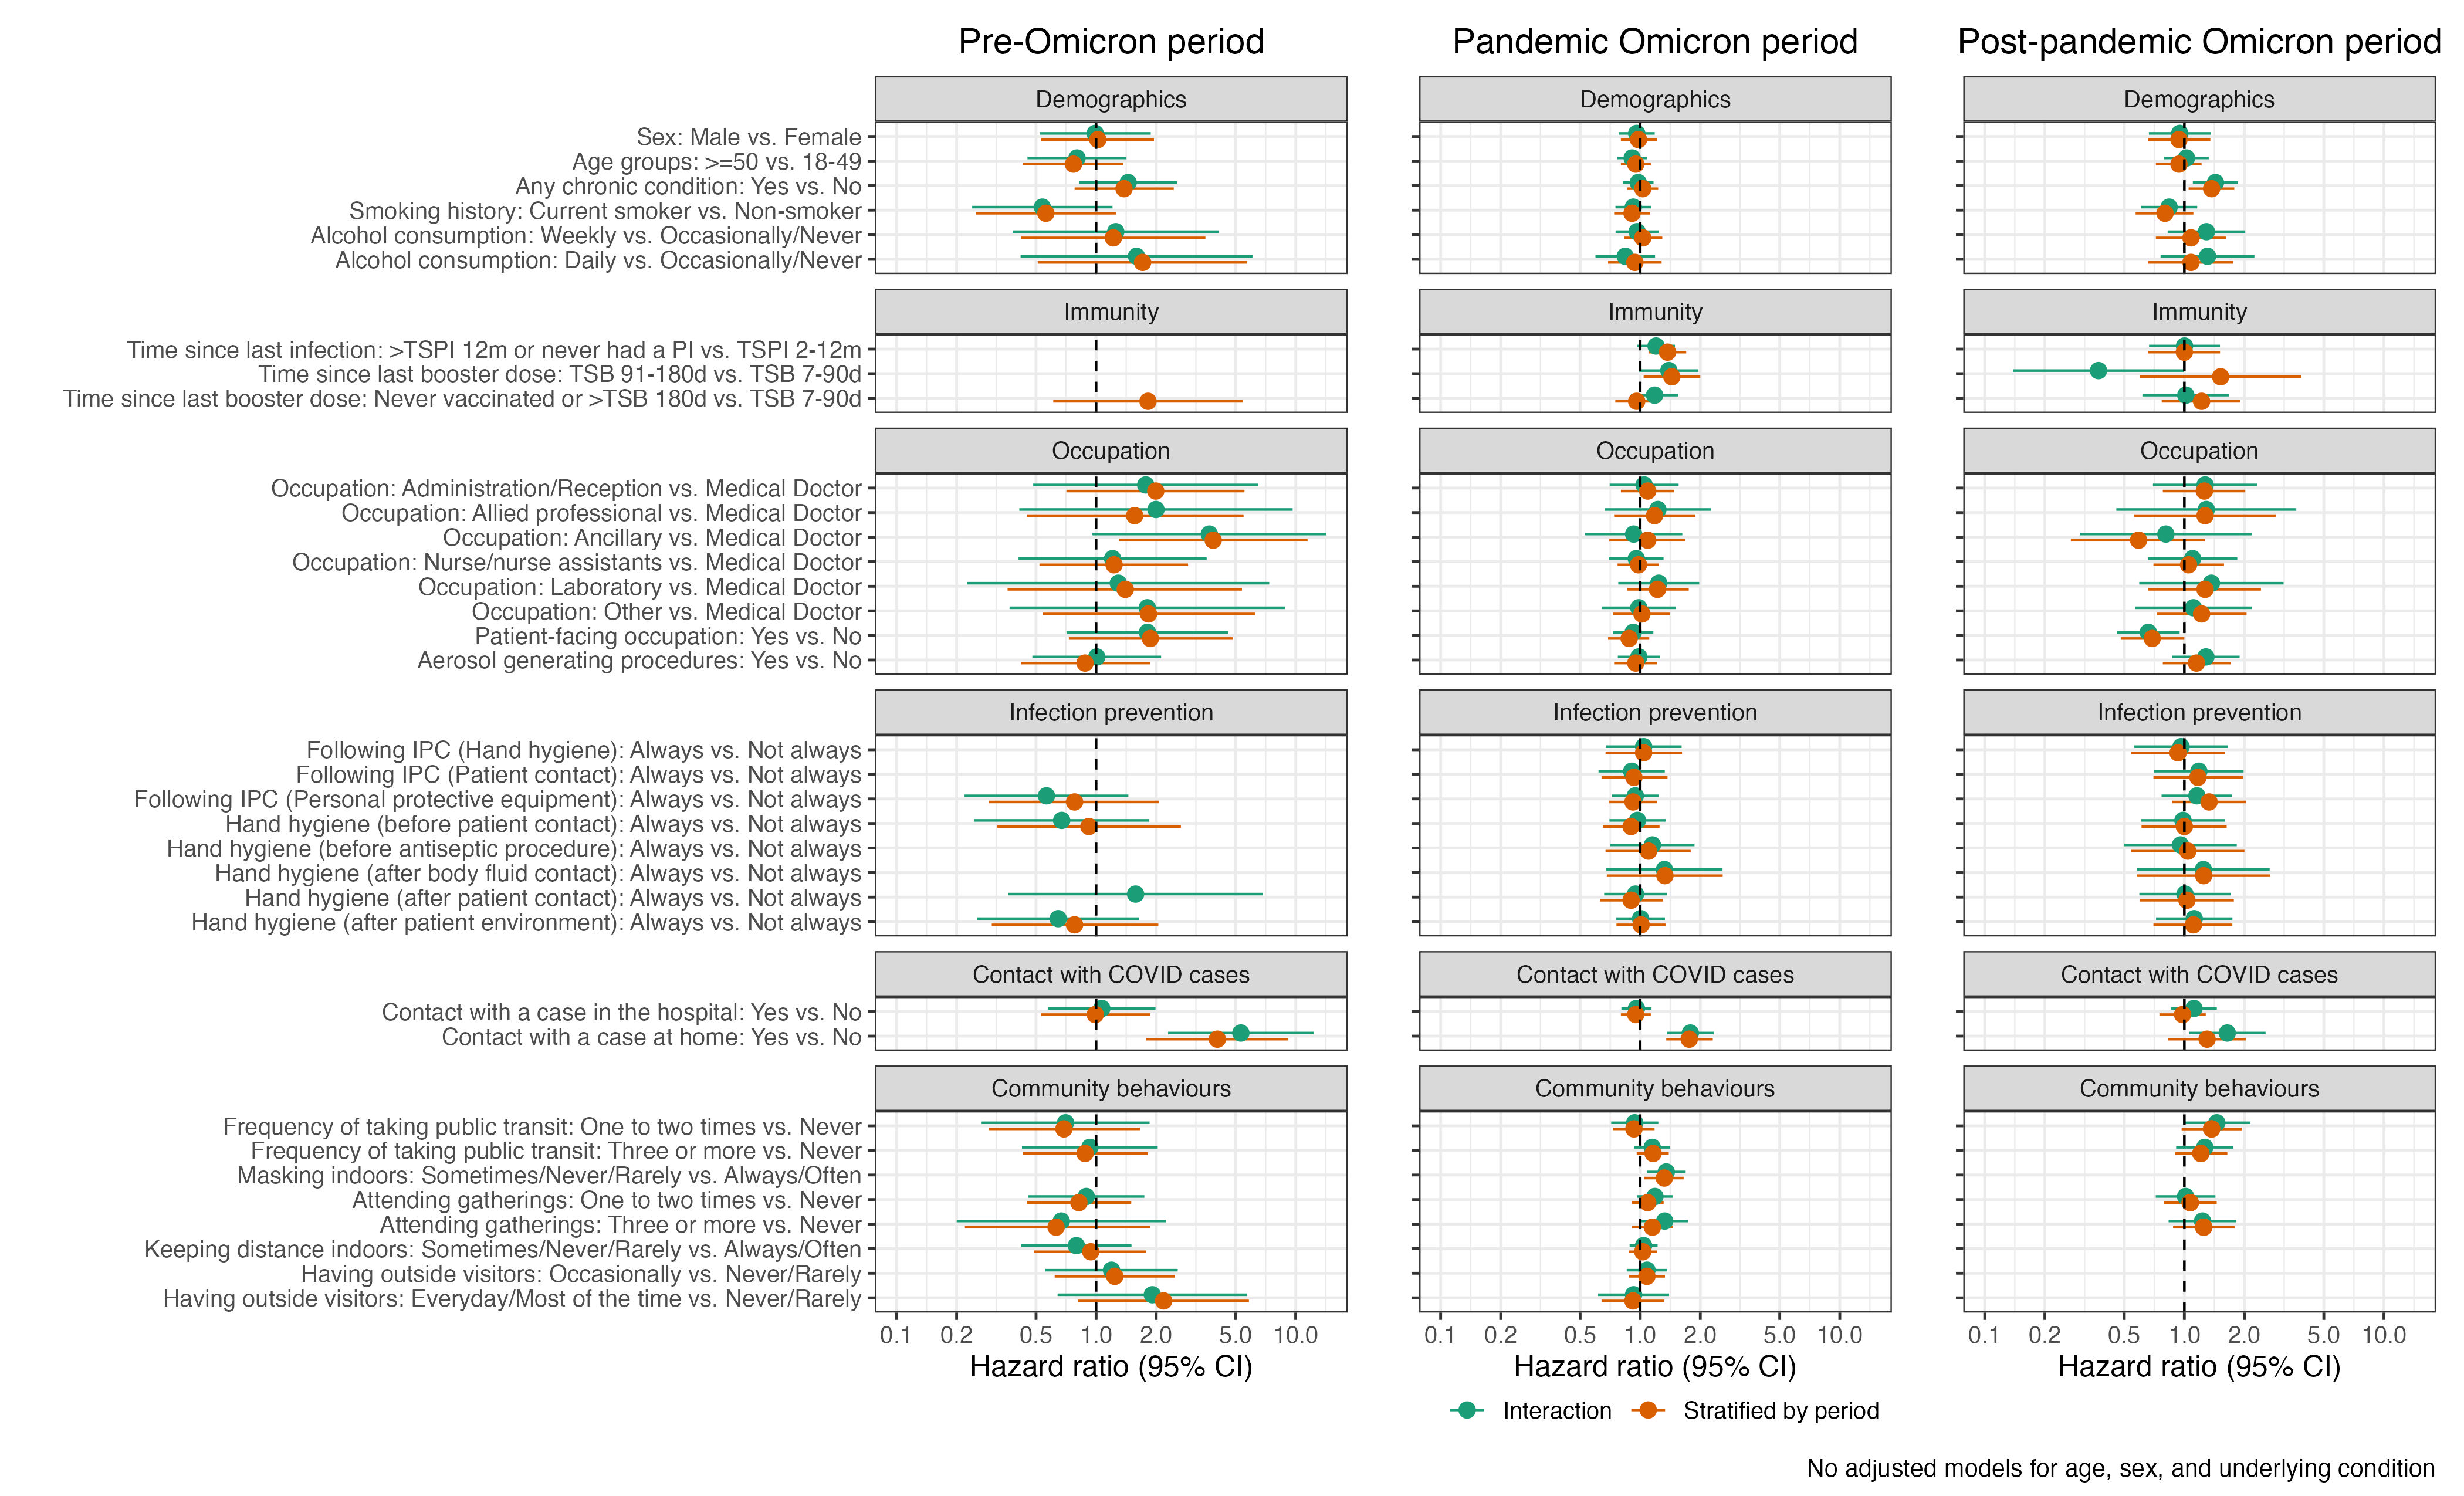 Pre-Omicron period Pandemic Omicron period Post-pandemic Omicron period
Demographics Demographics Demographics
Sex: Male vs. Female
Age groups: >=50 vs. 18-49
Any chronic condition: Yes vs. No
Smoking history: Current smoker vs. Non-smoker
Alcohol consumption: Weekly vs. Occasionally/Never
Alcohol consumption: Daily vs. Occasionally/Never
Immunity Immunity Immunity
Time since last infection: >TSPI 12m or never had a PI vs. TSPI 2-12m
Time since last booster dose: TSB 91-180d vs. TSB 7-90d
Time since last booster dose: Never vaccinated or >TSB 180d vs. TSB 7-90d
Occupation Occupation Occupation
Occupation: Administration/Reception vs. Medical Doctor
Occupation: Allied professional vs. Medical Doctor
Occupation: Ancillary vs. Medical Doctor
Occupation: Nurse/nurse assistants vs. Medical Doctor
Occupation: Laboratory vs. Medical Doctor
Occupation: Other vs. Medical Doctor
Patient-facing occupation: Yes vs. No
Aerosol generating procedures: Yes vs. No
Infection prevention Infection prevention Infection prevention
Following IPC (Hand hygiene): Always vs. Not always
Following IPC (Patient contact): Always vs. Not always
Following IPC (Personal protective equipment): Always vs. Not always
Hand hygiene (before patient contact): Always vs. Not always
Hand hygiene (before antiseptic procedure): Always vs. Not always
Hand hygiene (after body fluid contact): Always vs. Not always
Hand hygiene (after patient contact): Always vs. Not always
Hand hygiene (after patient environment): Always vs. Not always
Contact with COVID cases Contact with COVID cases Contact with COVID cases
Contact with a case in the hospital: Yes vs. No
Contact with a case at home: Yes vs. No
Community behaviours Community behaviours Community behaviours
Frequency of taking public transit: One to two times vs. Never
Frequency of taking public transit: Three or more vs. Never
Masking indoors: Sometimes/Never/Rarely vs. Always/Often
Attending gatherings: One to two times vs. Never
Attending gatherings: Three or more vs. Never
Keeping distance indoors: Sometimes/Never/Rarely vs. Always/Often
Having outside visitors: Occasionally vs. Never/Rarely
Having outside visitors: Everyday/Most of the time vs. Never/Rarely
0.1 0.2 0.5 1.0 2.0 5.0 10.0 0.1 0.2 0.5 1.0 2.0 5.0 10.0 0.1 0.2 0.5 1.0 2.0 5.0 10.0
Hazard ratio (95% CI) Hazard ratio (95% CI) Hazard ratio (95% CI)
Interaction Stratified by period
No adjusted models for age, sex, and underlying condition